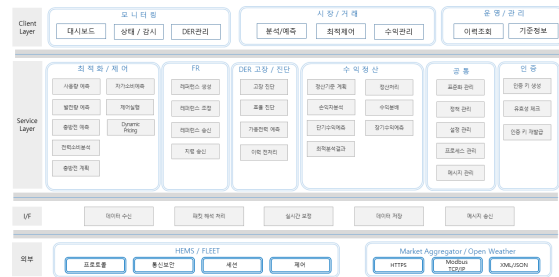 Client Layer
모니터링
대시보드
상태 / 감시
DER관리
시장/거래
분석/예측
최적제어
수익관리
운영/관리
이력조회
기준정보
Service Layer
최적화/제어
사용량 예측
자가소비예측
발전량 예측
제어실행
충방전 예측
Dynamic Pricing
전력소비분석
충방전 계획
FR
레퍼런스 생성
레퍼런스 조정
레퍼런스 송신
지령 송신
DER 고장 / 진단
고장 진단
효율 진단
가용전력 예측
이력 전처리
수익정산
정산기준 계획
정산처리
손익지분석
수익분배
단기수익예측
장기수익예측
최적분석결과
공통
표준화 관리
정책 관리
설정 관리
프로세스 관리
메시지 관리
인증
인증 키 생성
유효성 체크
인증 키 재발급
I/F
데이터 수신
패킷 해석 처리
실시간 보정
데이터 저장
메시지 송신
외부
HEMS / FLEET
프로토콜
통신보안
세션
제어
Market Aggregator / Open Weather
HTTPS
Modbus TCP/IP
XML/JSON